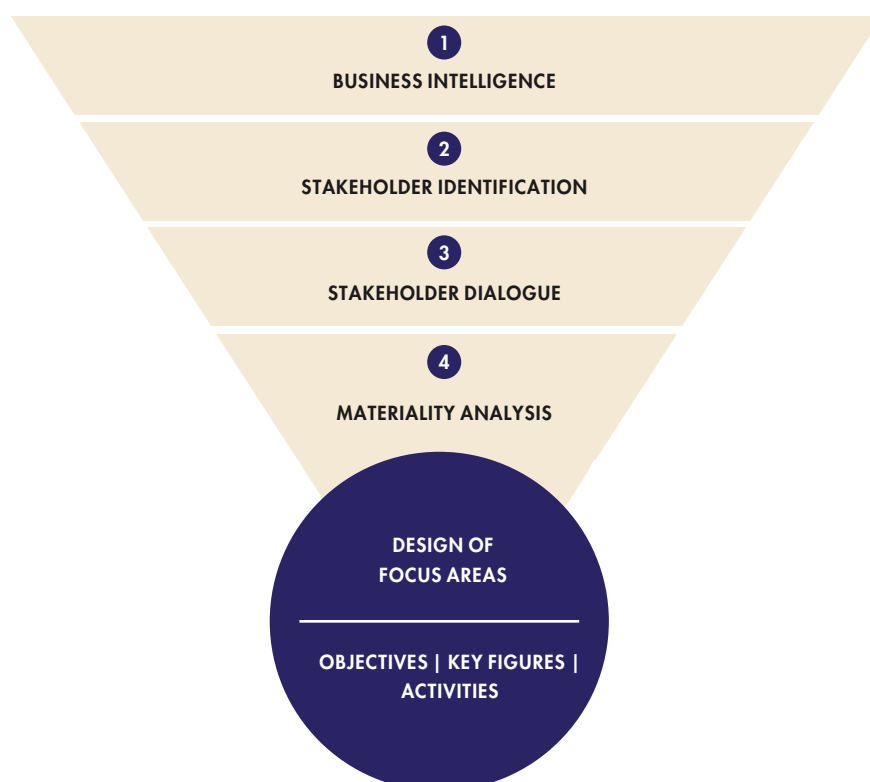 1
BUSINESS INTELLIGENCE
2
STAKEHOLDER IDENTIFICATION
3
STAKEHOLDER DIALOGUE
4
MATERIALITY ANALYSIS
DESIGN OF
FOCUS AREAS
OBJECTIVES | KEY FIGURES |
ACTIVITIES